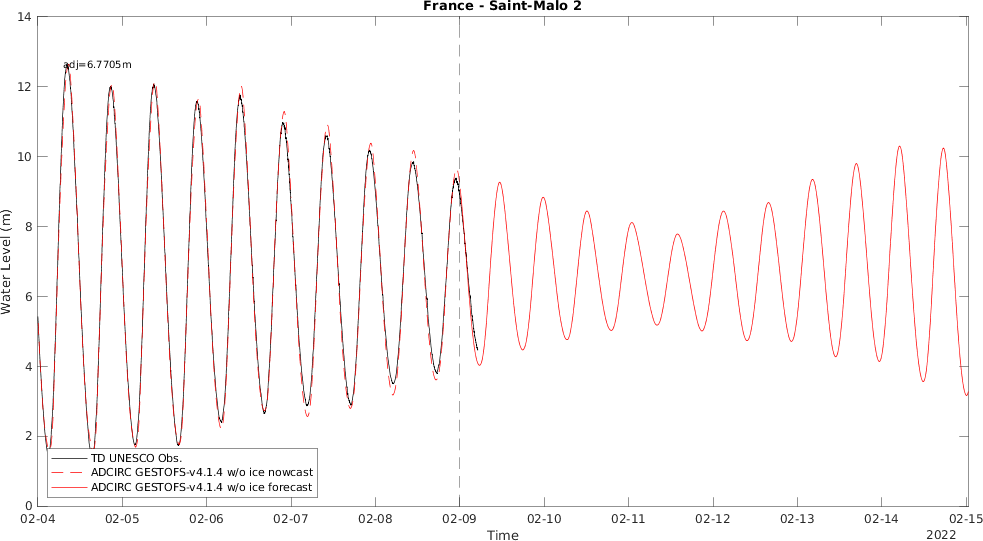 France - Saint-Malo 2
adj=6.7705m
Water Level (m)
14
12
10
8
6
4
2
0
TD UNESCO Obs.
ADCIRC GESTOFS-v4.1.4 w/o ice nowcast
ADCIRC GESTOFS-v4.1.4 w/o ice forecast
02-04 02-05 02-06 02-07 02-08 02-09 02-10 02-11 02-12 02-13 02-14 02-15
Time
2022